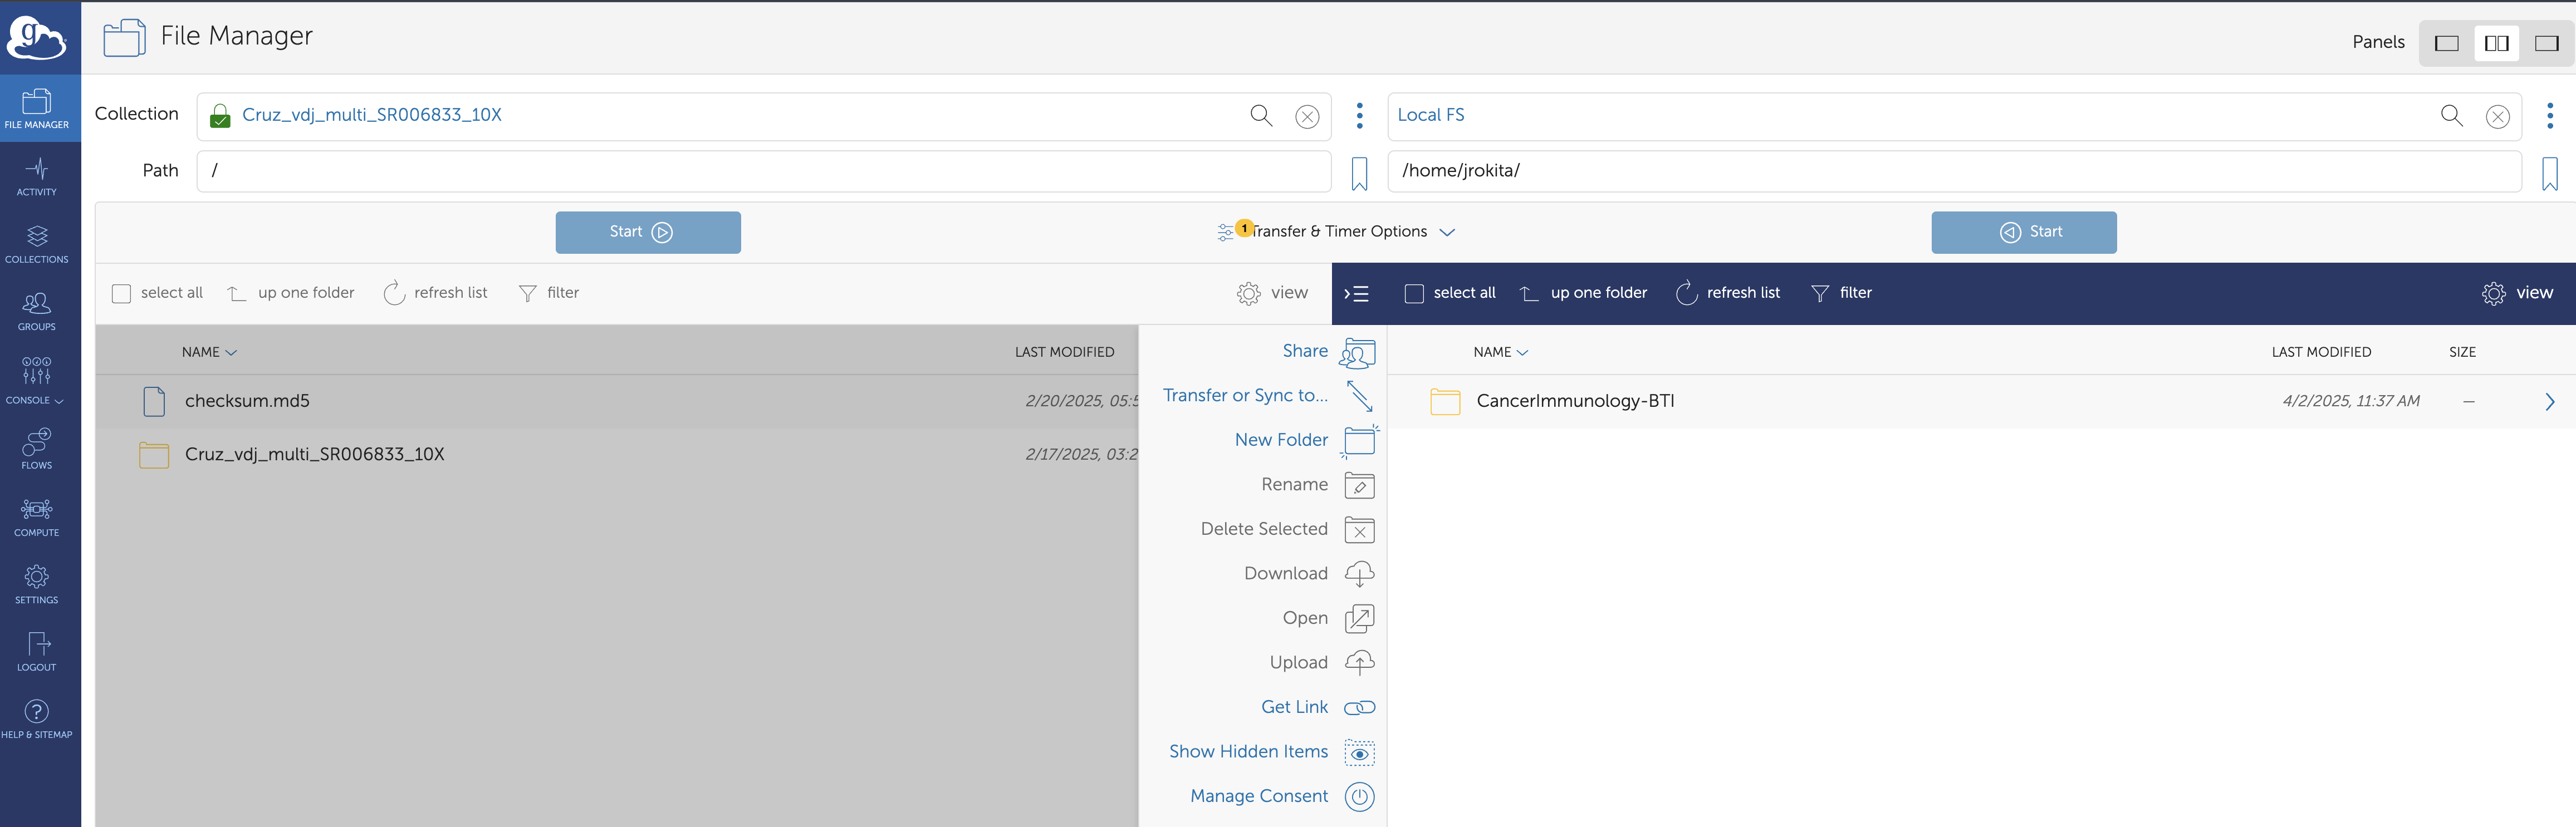 g
File Manager
Panels
FILE MANAGER
ACTIVITY
COLLECTIONS
GROUPS
CONSOLE
FLOWS
COMPUTE
SETTINGS
LOGOUT
HELP & SITEMAP
Collection
Cruz_vdj_multi_SR006833_10X
Local FS
Path
/
/home/jrokita/
Start
1
Transfer & Timer Options
Start
select all
up one folder
refresh list
filter
view
select all
up one folder
refresh list
filter
view
NAME
LAST MODIFIED
checksum.md5
2/20/2025, 05:5
Cruz_vdj_multi_SR006833_10X
2/17/2025, 03:2
Share
Transfer or Sync to...
New Folder
Rename
Delete Selected
Download
Open
Upload
Get Link
Show Hidden Items
Manage Consent
NAME
LAST MODIFIED
SIZE
CancerImmunology-BTI
4/2/2025, 11:37 AM
—